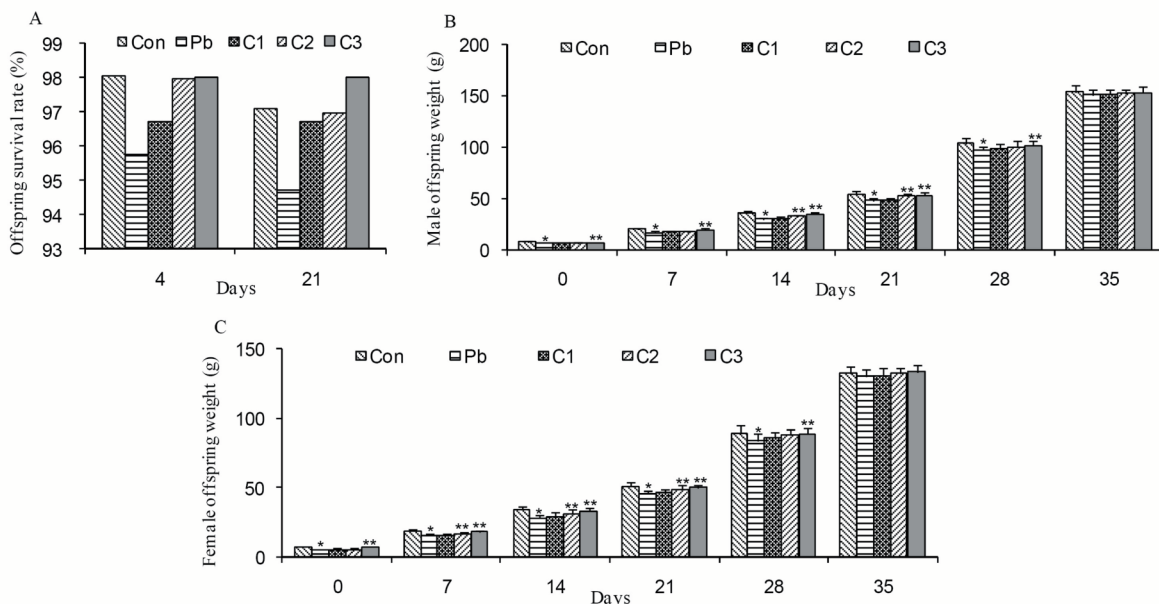 A
Con Pb C1 C2 C3
Offspring survival rate (%)
99
98
97
96
95
94
93
4 21
Days
B
Con Pb C1 C2 C3
Male offspring weight (g)
200
150
100
50
0
* ** * ** * ** ** * ** ** * **
0 7 14 21 28 35
Days
C
Con Pb C1 C2 C3
Female offspring weight (g)
150
100
50
0
* ** * ** ** * ** ** * ** ** * **
0 7 14 21 28 35
Days